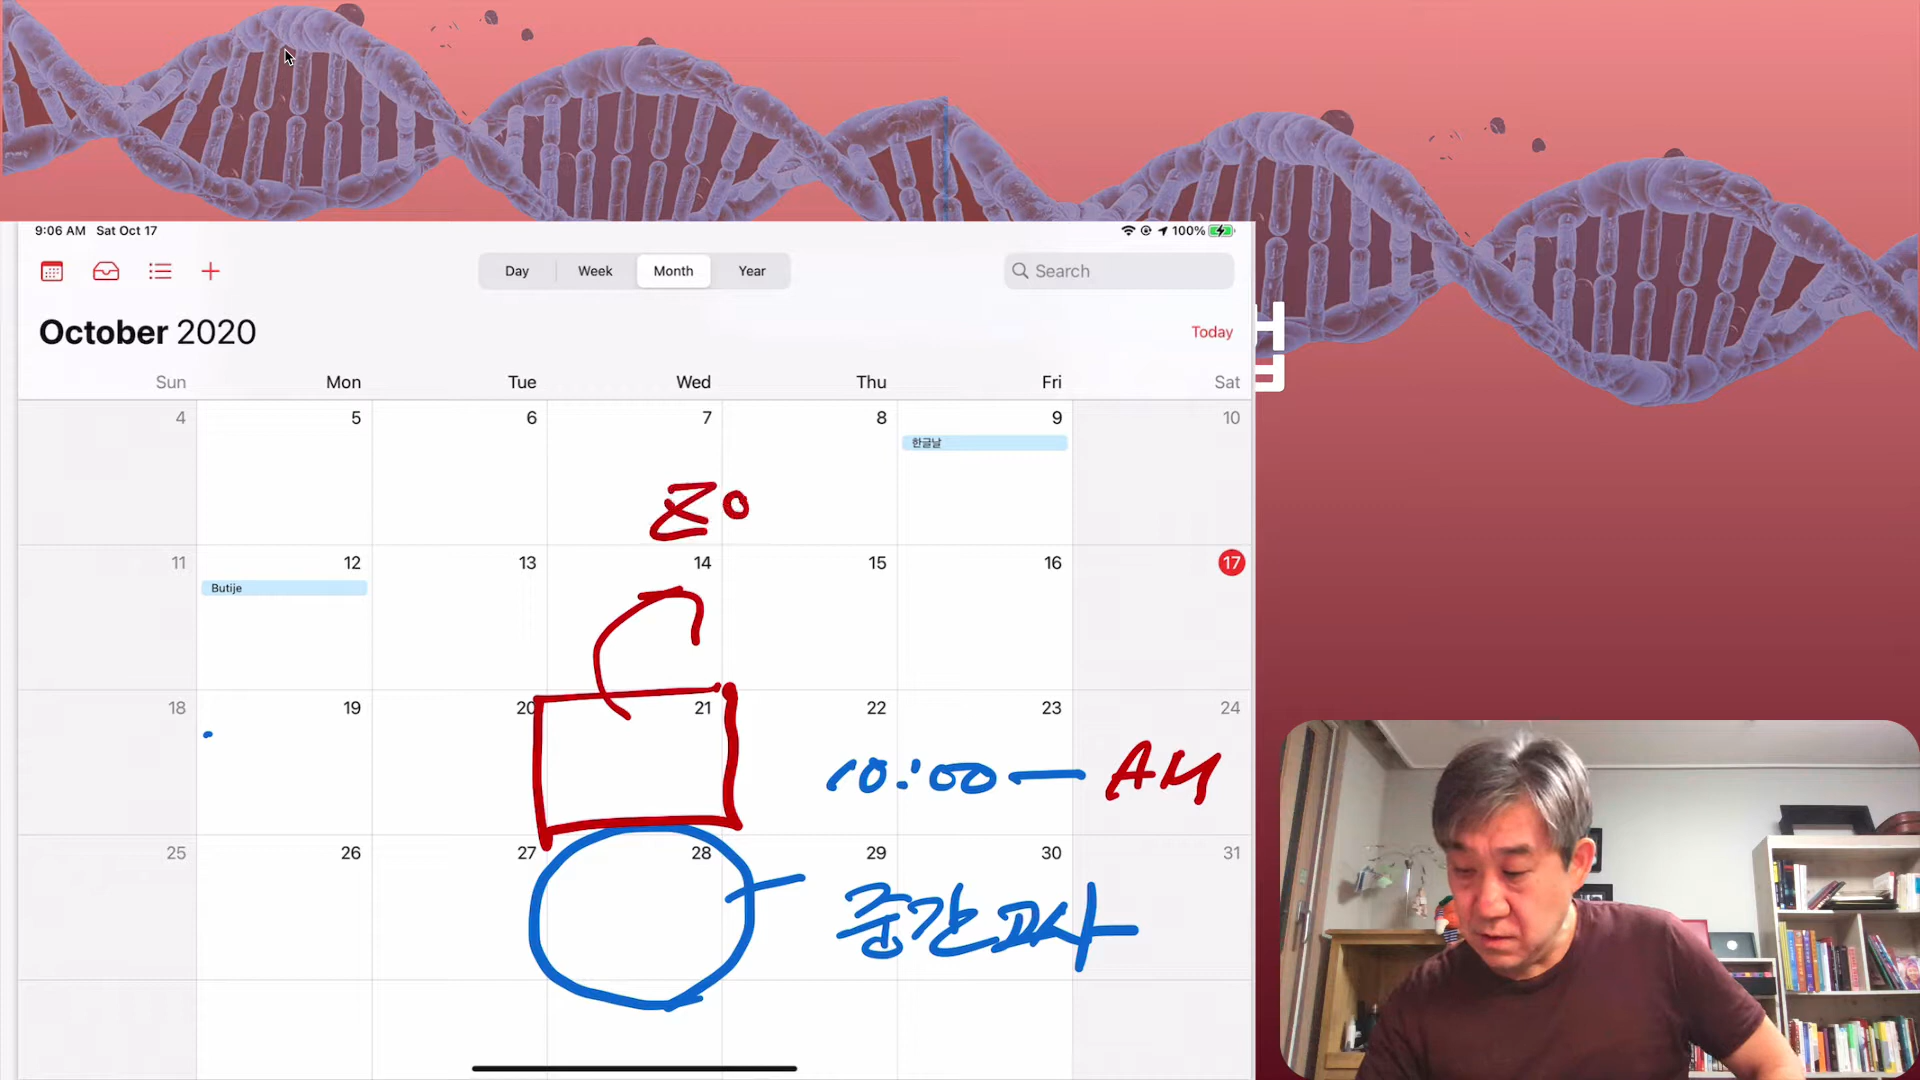 9:06 AM Sat Oct 17 100%
Day Week Month Year Search
October 2020 Today
Sun Mon Tue Wed Thu Fri Sat
4 5 6 7 8 9 10
한글날
Zo
11 12 13 14 15 16 17
Butije
18 19 20 21 22 23 24
10:00 — AM
25 26 27 28 29 30 31
중간고사